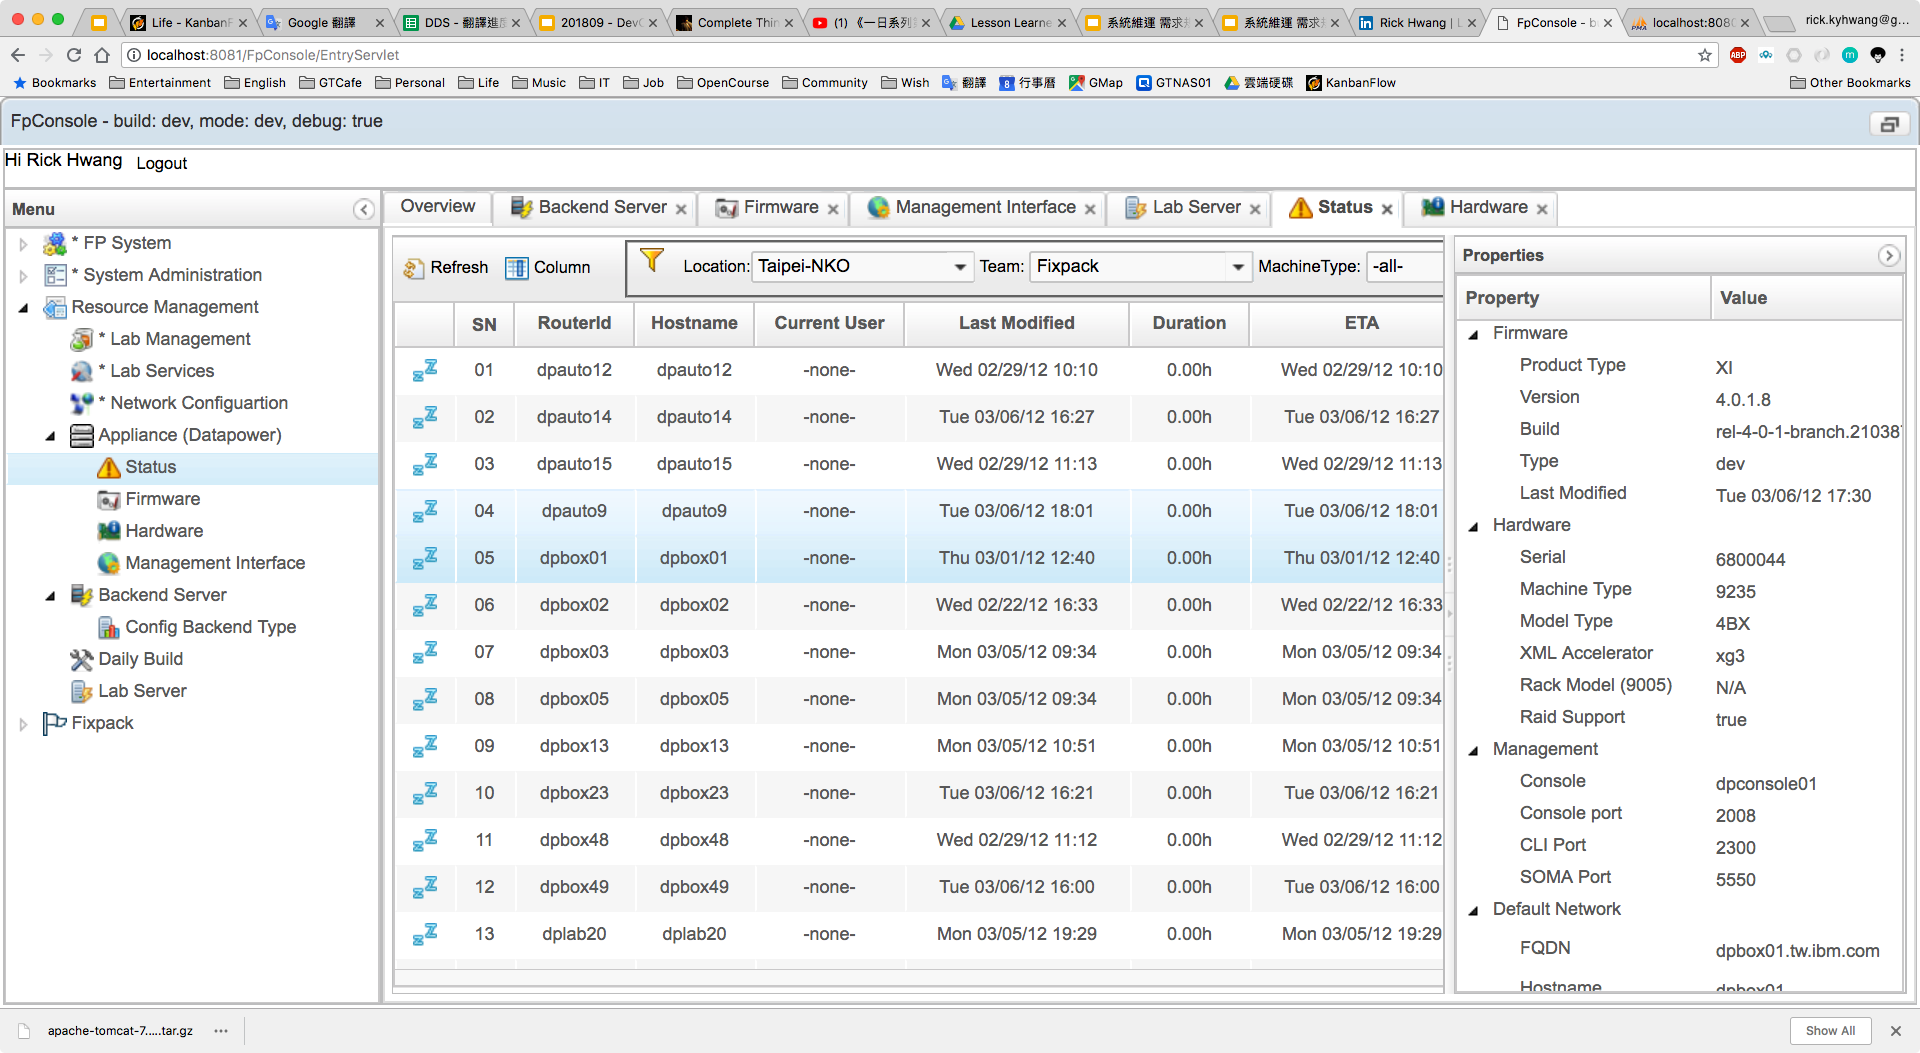 Life - KanbanF
Google 翻譯
DDS - 翻譯進度
201809 - DevO
Complete Thin
(1) 《一日系列
Lesson Learne
系統維運 需求
系統維運 需求
Rick Hwang | L
FpConsole - bu
localhost:8080
rick.kyhwang@g...
localhost:8081/FpConsole/EntryServlet
Bookmarks Entertainment English GTCafe Personal Life Music IT Job OpenCourse Community Wish 翻譯 行事曆 GMap GTNAS01 雲端硬碟 KanbanFlow Other Bookmarks
FpConsole - build: dev, mode: dev, debug: true
Hi Rick Hwang Logout
Menu
* FP System
* System Administration
Resource Management
* Lab Management
* Lab Services
* Network Configuartion
Appliance (Datapower)
Status
Firmware
Hardware
Management Interface
Backend Server
Config Backend Type
Daily Build
Lab Server
Fixpack
Overview Backend Server Firmware Management Interface Lab Server Status Hardware
Refresh Column Location: Taipei-NKO Team: Fixpack MachineType: -all-
SN RouterId Hostname Current User Last Modified Duration ETA
01 dpauto12 dpauto12 -none- Wed 02/29/12 10:10 0.00h Wed 02/29/12 10:10
02 dpauto14 dpauto14 -none- Tue 03/06/12 16:27 0.00h Tue 03/06/12 16:27
03 dpauto15 dpauto15 -none- Wed 02/29/12 11:13 0.00h Wed 02/29/12 11:13
04 dpauto9 dpauto9 -none- Tue 03/06/12 18:01 0.00h Tue 03/06/12 18:01
05 dpbox01 dpbox01 -none- Thu 03/01/12 12:40 0.00h Thu 03/01/12 12:40
06 dpbox02 dpbox02 -none- Wed 02/22/12 16:33 0.00h Wed 02/22/12 16:33
07 dpbox03 dpbox03 -none- Mon 03/05/12 09:34 0.00h Mon 03/05/12 09:34
08 dpbox05 dpbox05 -none- Mon 03/05/12 09:34 0.00h Mon 03/05/12 09:34
09 dpbox13 dpbox13 -none- Mon 03/05/12 10:51 0.00h Mon 03/05/12 10:51
10 dpbox23 dpbox23 -none- Tue 03/06/12 16:21 0.00h Tue 03/06/12 16:21
11 dpbox48 dpbox48 -none- Wed 02/29/12 11:12 0.00h Wed 02/29/12 11:12
12 dpbox49 dpbox49 -none- Tue 03/06/12 16:00 0.00h Tue 03/06/12 16:00
13 dplab20 dplab20 -none- Mon 03/05/12 19:29 0.00h Mon 03/05/12 19:29
Properties
Property Value
Firmware
Product Type XI
Version 4.0.1.8
Build rel-4-0-1-branch.21038
Type dev
Last Modified Tue 03/06/12 17:30
Hardware
Serial 6800044
Machine Type 9235
Model Type 4BX
XML Accelerator xg3
Rack Model (9005) N/A
Raid Support true
Management
Console dpconsole01
Console port 2008
CLI Port 2300
SOMA Port 5550
Default Network
FQDN dpbox01.tw.ibm.com
Hostname dpbox01
apache-tomcat-7.....tar.gz
Show All